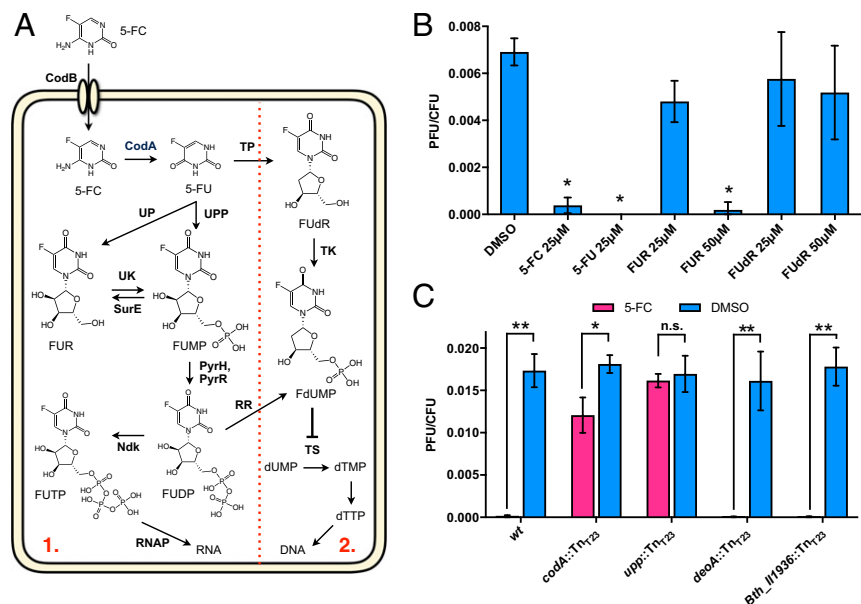 A
5-FC
CodB
CodA
TP
5-FC
5-FU
FUdR
UP
UPP
TK
UK
SurE
FUR
FUMP
FdUMP
PyrH,
PyrR
RR
TS
Ndk
dUMP
dTMP
FUTP
FUDP
dTTP
RNAP
1.
RNA
DNA
2.
B
PFU/CFU
0.008
0.006
0.004
0.002
0.000
* * *
DMSO
5-FC 25µM
5-FU 25µM
FUR 25µM
FUR 50µM
FUdR 25µM
FUdR 50µM
C
5-FC
DMSO
PFU/CFU
0.020
0.015
0.010
0.005
0.000
** * n.s. ** **
wt
codA::TnT23
upp::TnT23
deoA::TnT23
Bth_II1936::TnT23